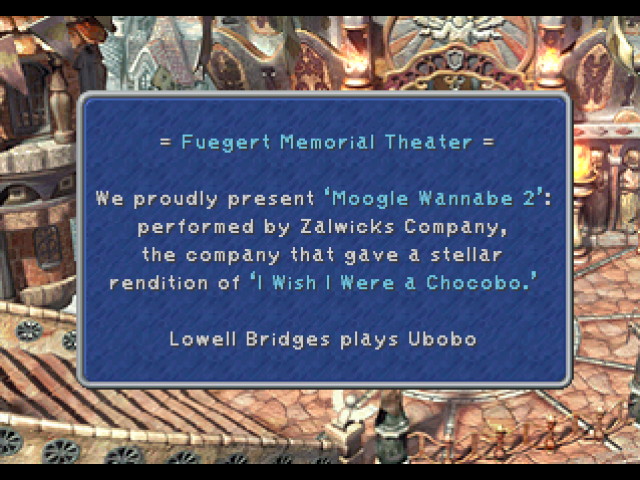 = Fuegert Memorial Theater =
We proudly present ‘Moogle Wannabe 2’:
performed by Zalwicks Company,
the company that gave a stellar
rendition of ‘I Wish I Were a Chocobo.’
Lowell Bridges plays Ubobo